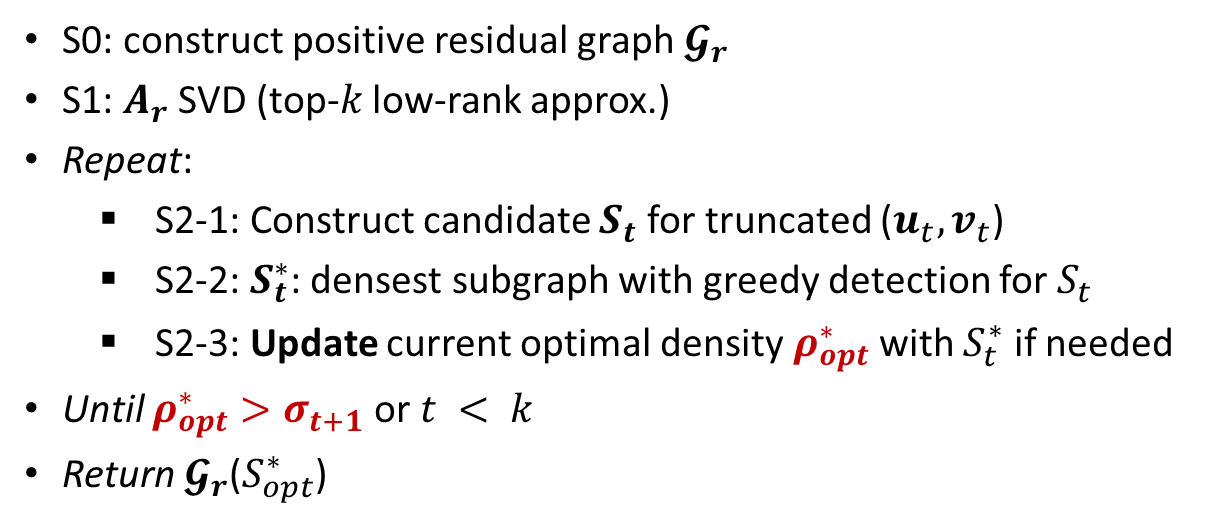 • S0: construct positive residual graph 𝓖ᵣ
• S1: Aᵣ SVD (top-k low-rank approx.)
• Repeat:
▪ S2-1: Construct candidate Sₜ for truncated (uₜ, vₜ)
▪ S2-2: Sₜ*: densest subgraph with greedy detection for Sₜ
▪ S2-3: Update current optimal density ρ*ₒₚₜ with Sₜ* if needed
• Until ρ*ₒₚₜ > σₜ₊₁ or t < k
• Return 𝓖ᵣ(S*ₒₚₜ)